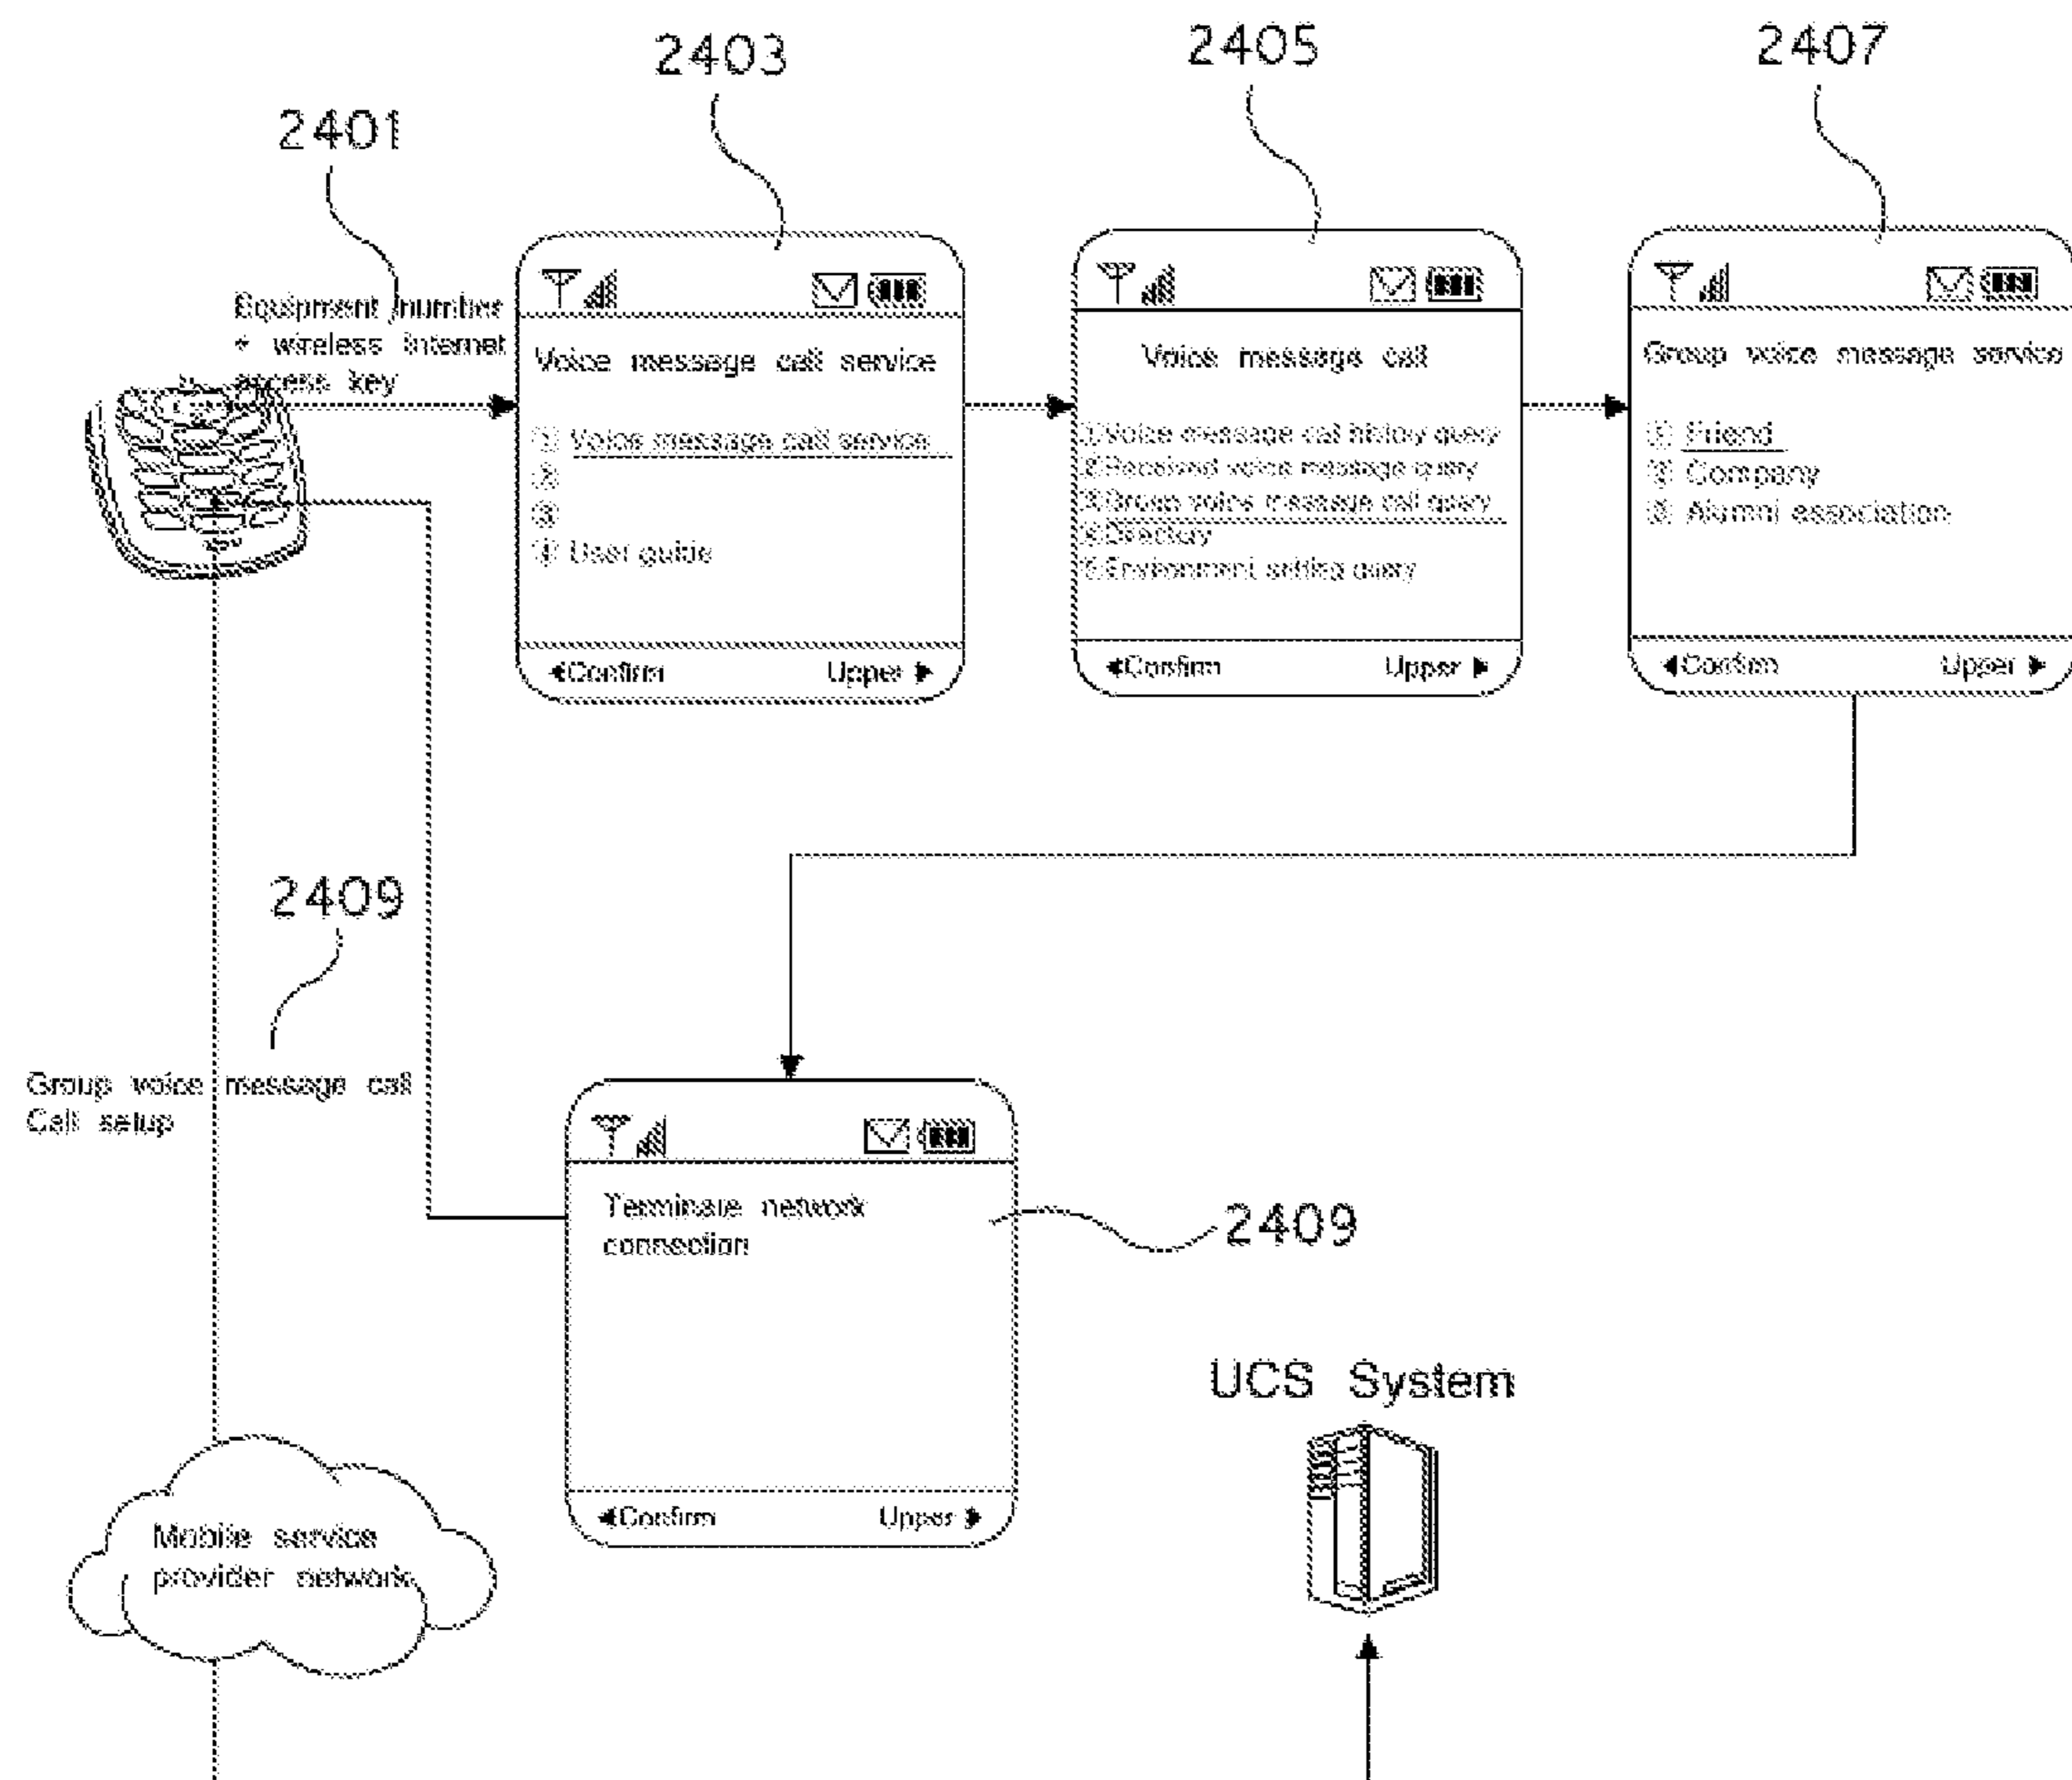 2403
2405
2407
2401
Equipment number
+ wireless Internet
access key
Voice message call service
① Voice message call service
②
③
④ User guide
◀Confirm Upper ▶
Voice message call
①Voice message call history query
②Received voice message query
③Group voice message call query
④Directory
⑤Environment setting query
◀Confirm Upper ▶
Group voice message service
① Friend
② Company
③ Alumni association
◀Confirm Upper ▶
2409
Group voice message call
Call setup
Terminate network
connection
◀Confirm Upper ▶
2409
UCS System
Mobile service
provider network